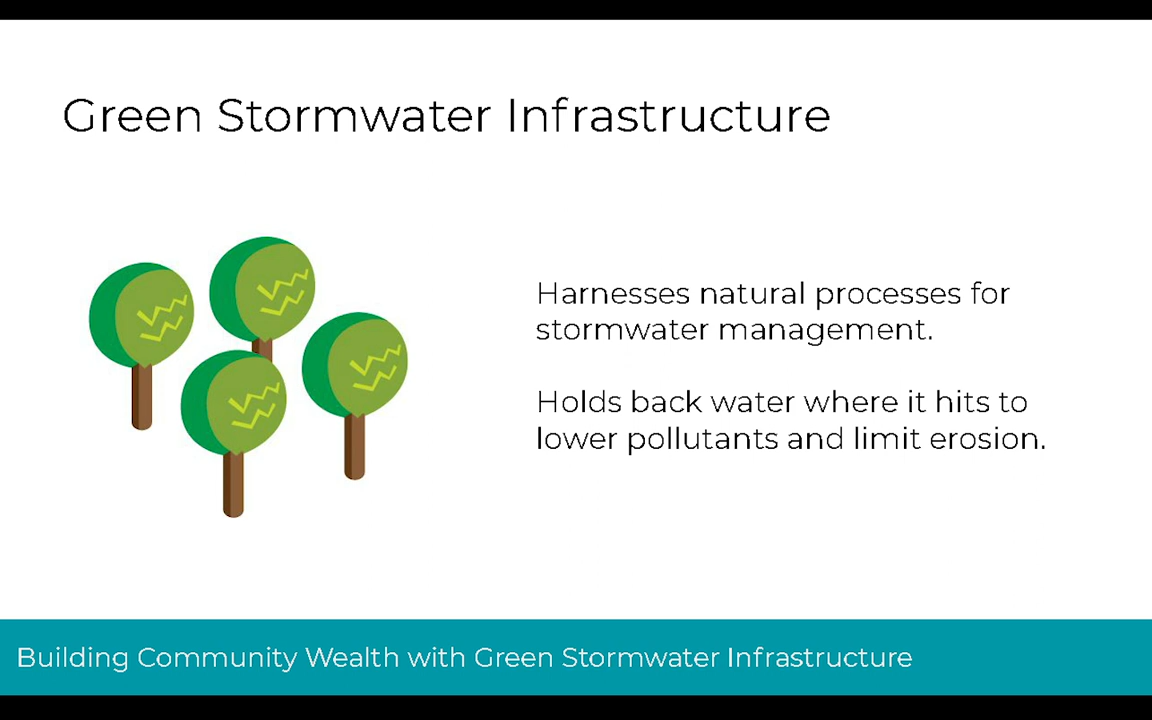 Green Stormwater Infrastructure
Harnesses natural processes for
stormwater management.
Holds back water where it hits to
lower pollutants and limit erosion.
Building Community Wealth with Green Stormwater Infrastructure